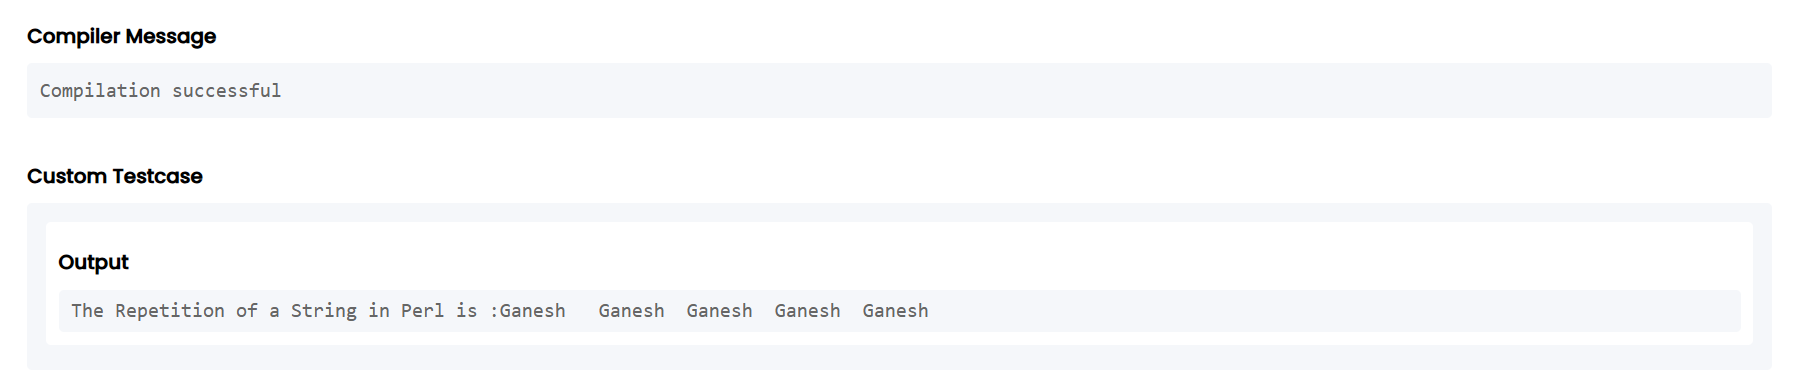 Compiler Message
Compilation successful
Custom Testcase
Output
The Repetition of a String in Perl is :Ganesh   Ganesh  Ganesh  Ganesh  Ganesh